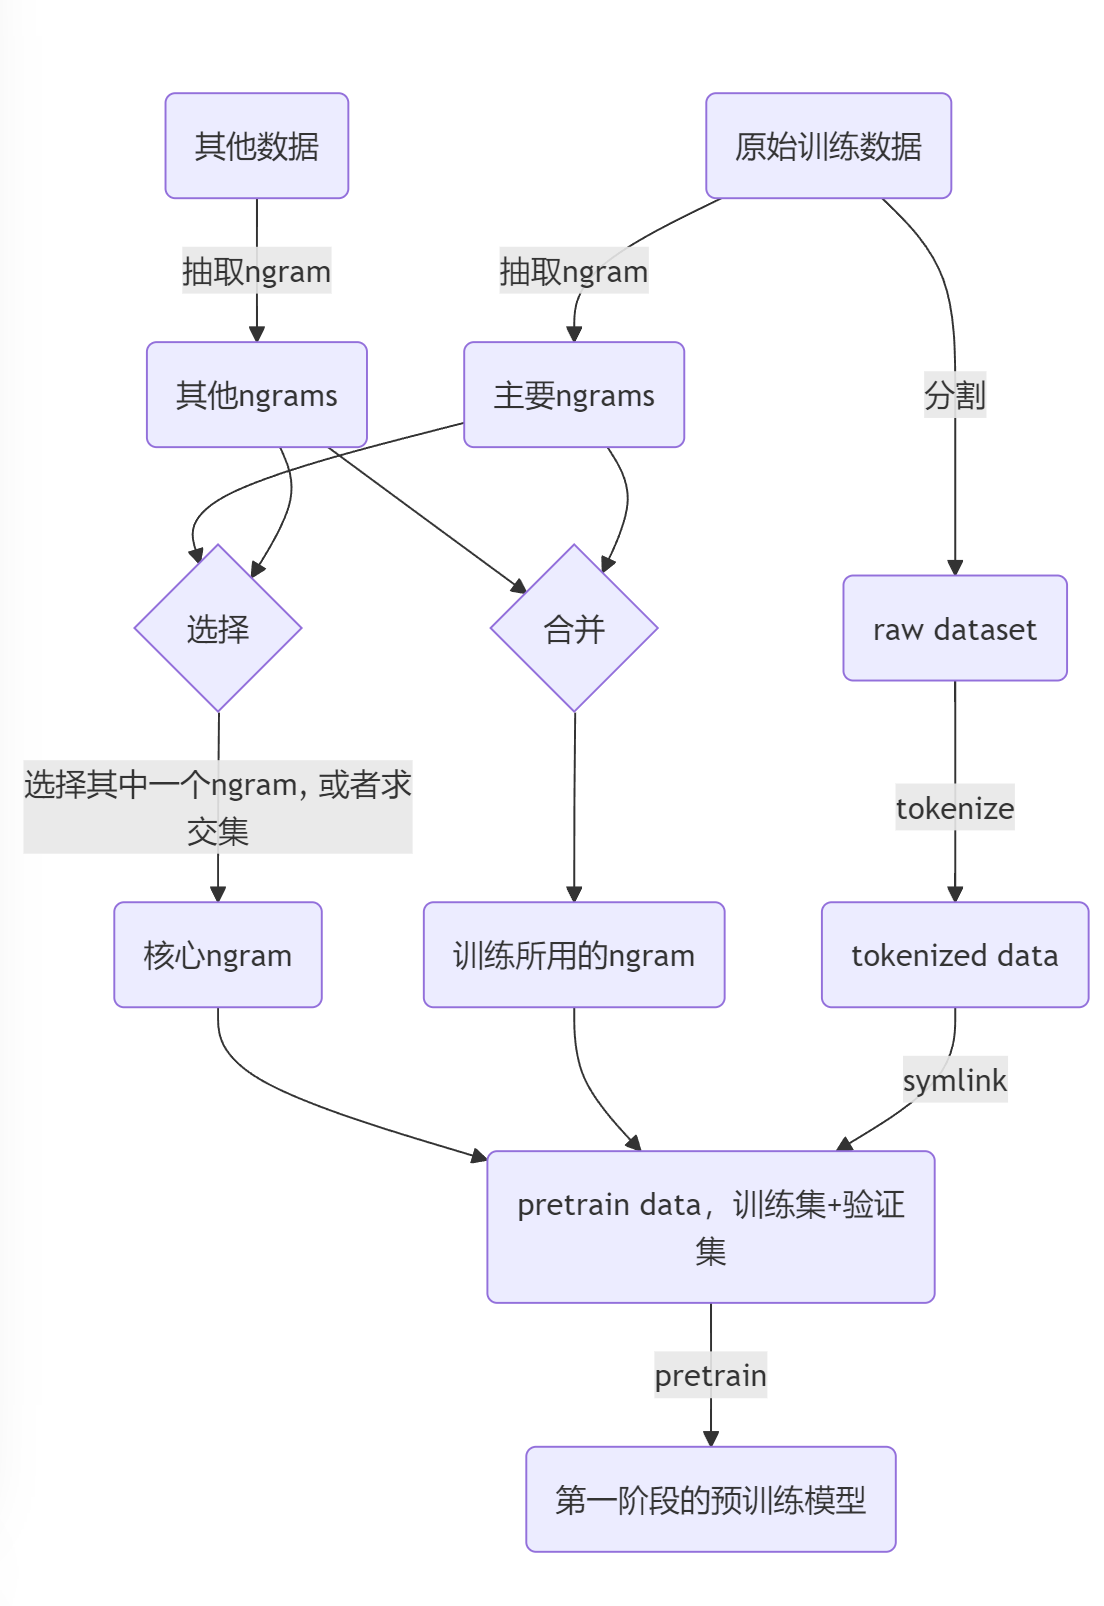 其他数据
原始训练数据
抽取ngram
抽取ngram
其他ngrams
主要ngrams
分割
选择
合并
raw dataset
选择其中一个ngram, 或者求
交集
tokenize
核心ngram
训练所用的ngram
tokenized data
symlink
pretrain data，训练集+验证
集
pretrain
第一阶段的预训练模型